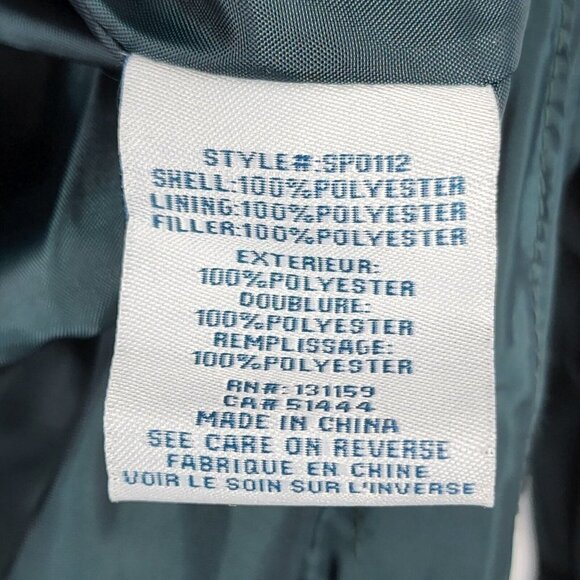 STYLE#:SP0112
SHELL:100%POLYESTER
LINING:100%POLYESTER
FILLER:100%POLYESTER
EXTERIEUR:
100%POLYESTER
DOUBLURE:
100%POLYESTER
REMPLISSAGE:
100%POLYESTER
RN#: 131159
CA# 51444
MADE IN CHINA
SEE CARE ON REVERSE
FABRIQUE EN CHINE
VOIR LE SOIN SUR L'INVERSE